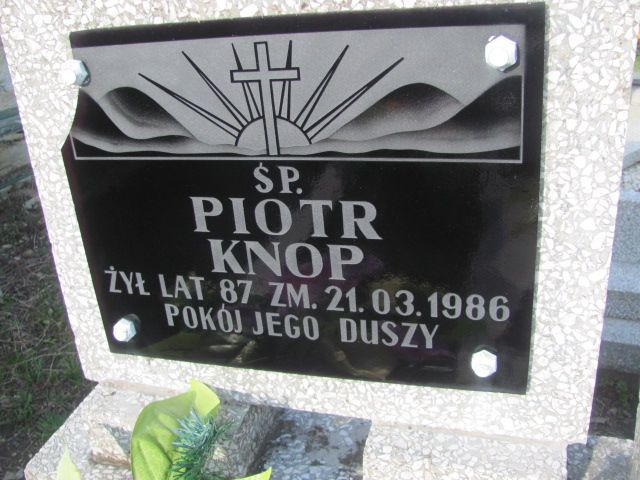 ŚP.
PIOTR
KNOP
ŻYŁ LAT 87 ZM. 21.03.1986
POKÓJ JEGO DUSZY